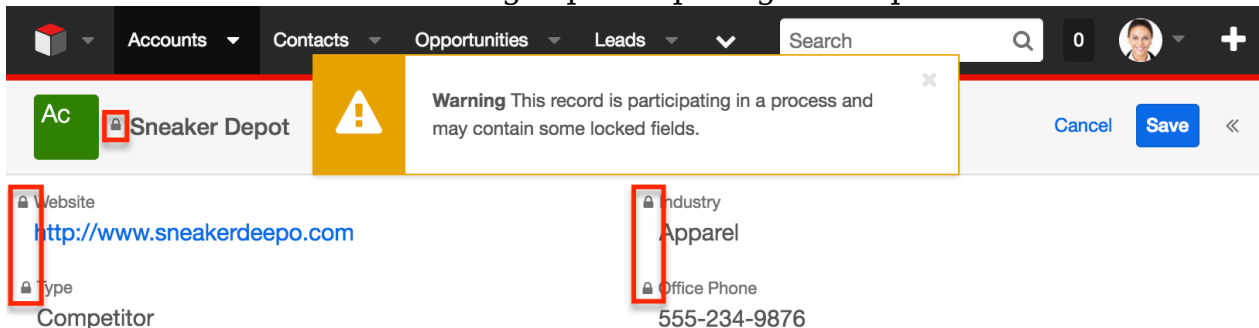 Accounts Contacts Opportunities Leads Search 0
Warning This record is participating in a process and
may contain some locked fields.
Ac
Sneaker Depot
Cancel Save
Website
http://www.sneakerdeepo.com
Industry
Apparel
Type
Competitor
Office Phone
555-234-9876